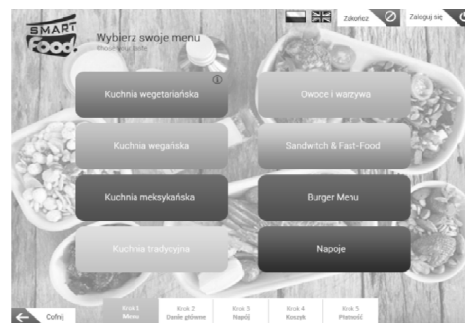 SMART
Food.
Wybierz swoje menu
Zakończ
Zaloguj się
Kuchnia wegetariańska
Owoce i warzywa
Kuchnia wegańska
Sandwitch & Fast-Food
Kuchnia meksykańska
Burger Menu
Kuchnia tradycyjna
Napoje
Cofnij
Krok 1
Menu
Krok 2
Danie główne
Krok 3
Napój
Krok 4
Koszyk
Krok 5
Płatność